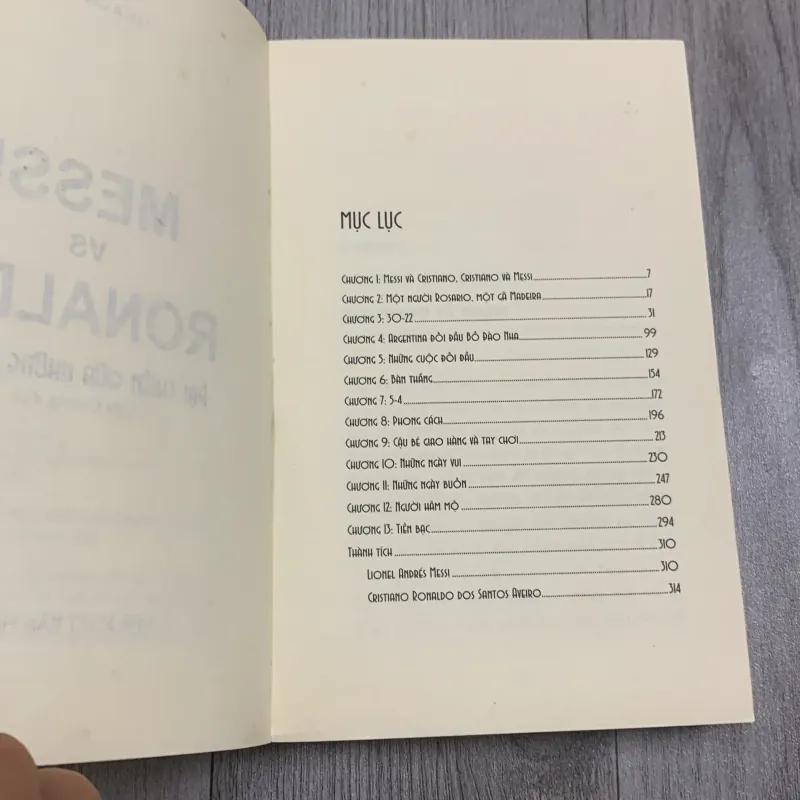 MỤC LỤC
Chương 1: Messi và Cristiano, Cristiano và Messi 7
Chương 2: Một người Rosario, một gã Madeira 17
Chương 3: 30-22 31
Chương 4: Argentina đối đầu Bồ Đào Nha 99
Chương 5: Những cuộc đối đầu 129
Chương 6: Bàn thắng 154
Chương 7: 5-4 172
Chương 8: Phong cách 196
Chương 9: Cậu bé giao hàng và tay chơi 213
Chương 10: Những ngày vui 230
Chương 11: Những ngày buồn 247
Chương 12: Người hâm mộ 280
Chương 13: Tiền bạc 294
Thành tích 310
Lionel Andrés Messi 310
Cristiano Ronaldo dos Santos Aveiro 314
MESSI
VS
RONALD